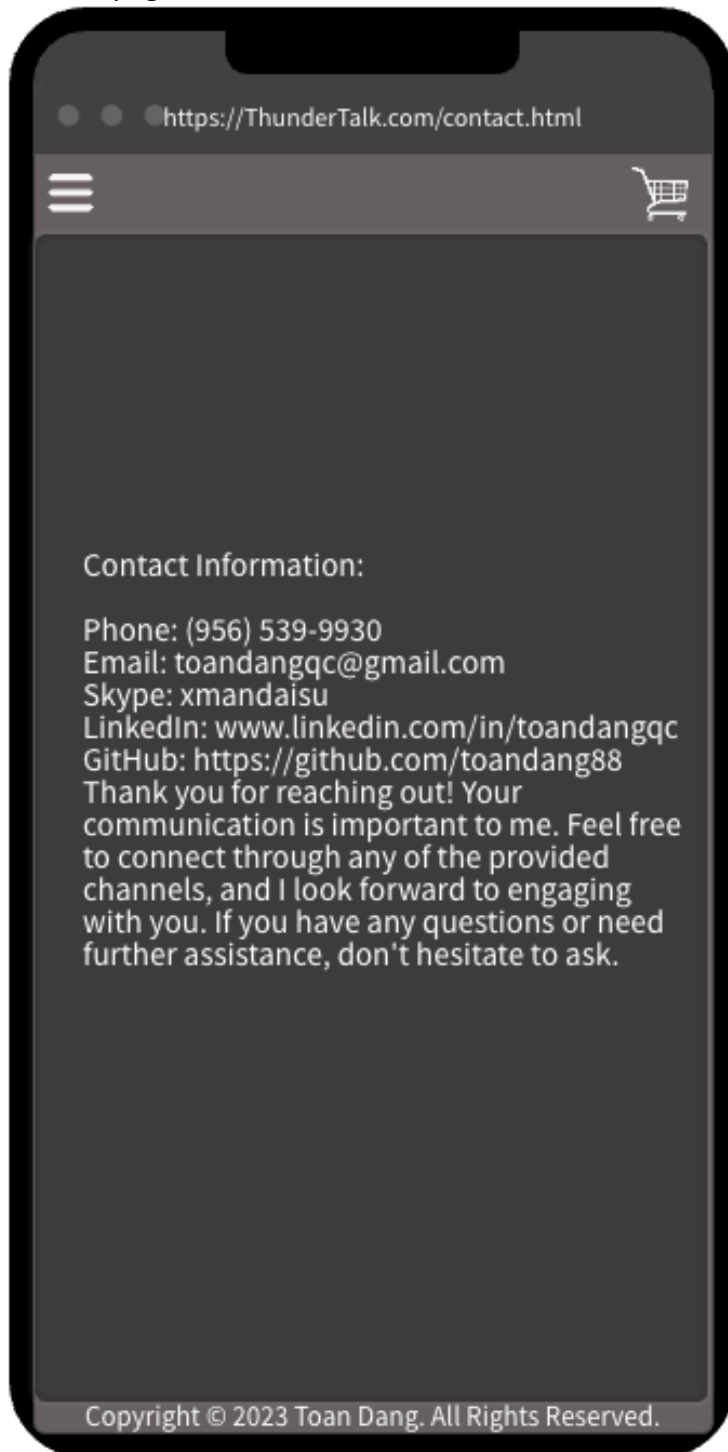 https://ThunderTalk.com/contact.html
Contact Information:
Phone: (956) 539-9930
Email: toandangqc@gmail.com
Skype: xmandaisu
LinkedIn: www.linkedin.com/in/toandangqc
GitHub: https://github.com/toandang88
Thank you for reaching out! Your
communication is important to me. Feel free
to connect through any of the provided
channels, and I look forward to engaging
with you. If you have any questions or need
further assistance, don't hesitate to ask.
Copyright © 2023 Toan Dang. All Rights Reserved.